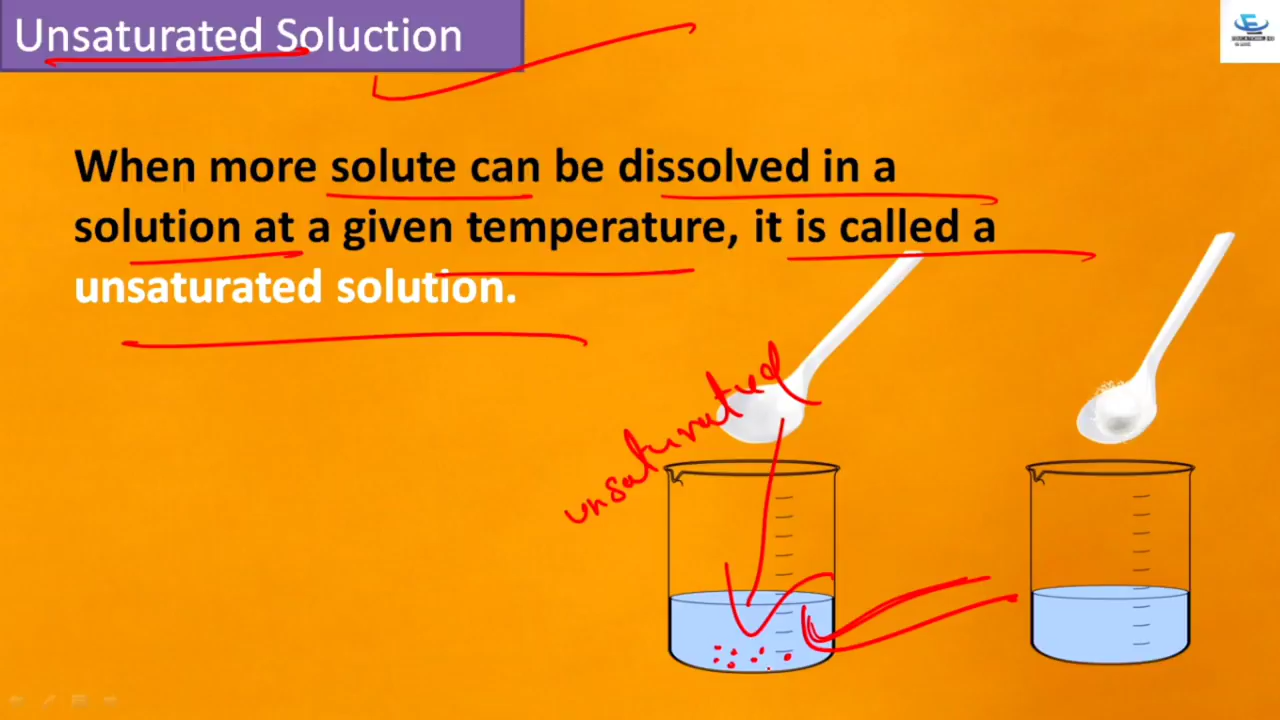 Unsaturated Soluction
When more solute can be dissolved in a
solution at a given temperature, it is called a
unsaturated solution.
unsaturated